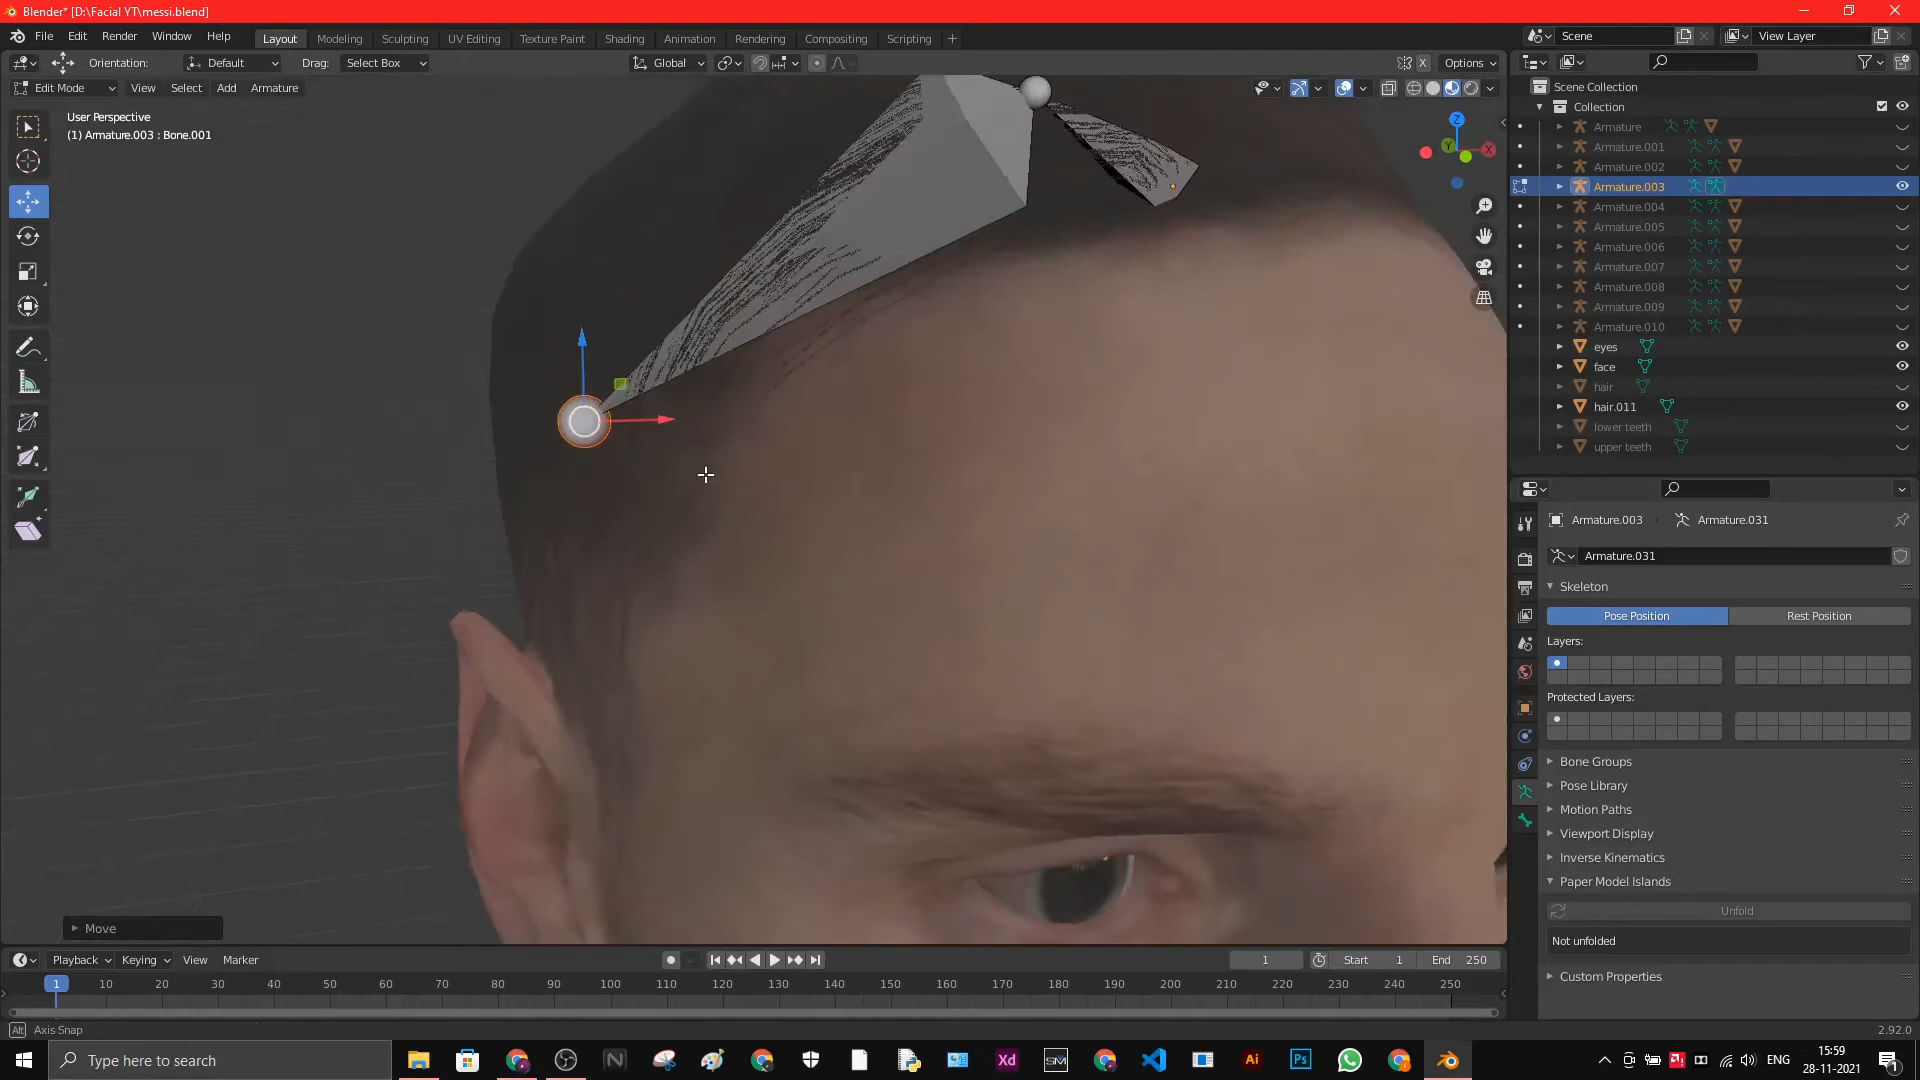 Blender* [D:\Facial YT\messi.blend]
File Edit Render Window Help Layout Modeling Sculpting UV Editing Texture Paint Shading Animation Rendering Compositing Scripting Scene View Layer
Orientation: Default Drag: Select Box Global X Options
Edit Mode View Select Add Armature
User Perspective
(1) Armature.003 : Bone.001
Z
Y
X
Scene Collection
Collection
Armature
Armature.001
Armature.002
Armature.003
Armature.004
Armature.005
Armature.006
Armature.007
Armature.008
Armature.009
Armature.010
eyes
face
hair
hair.011
lower teeth
upper teeth
Armature.003 Armature.031
Armature.031
Skeleton
Pose Position Rest Position
Layers:
Protected Layers:
Bone Groups
Pose Library
Motion Paths
Viewport Display
Inverse Kinematics
Paper Model Islands
Unfold
Not unfolded
Custom Properties
Move
Playback Keying View Marker 1 Start 1 End 250
1 10 20 30 40 50 60 70 80 90 100 110 120 130 140 150 160 170 180 190 200 210 220 230 240 250
Alt Axis Snap 2.92.0
Type here to search Xd SM Ai Ps ENG 15:59
28-11-2021 1